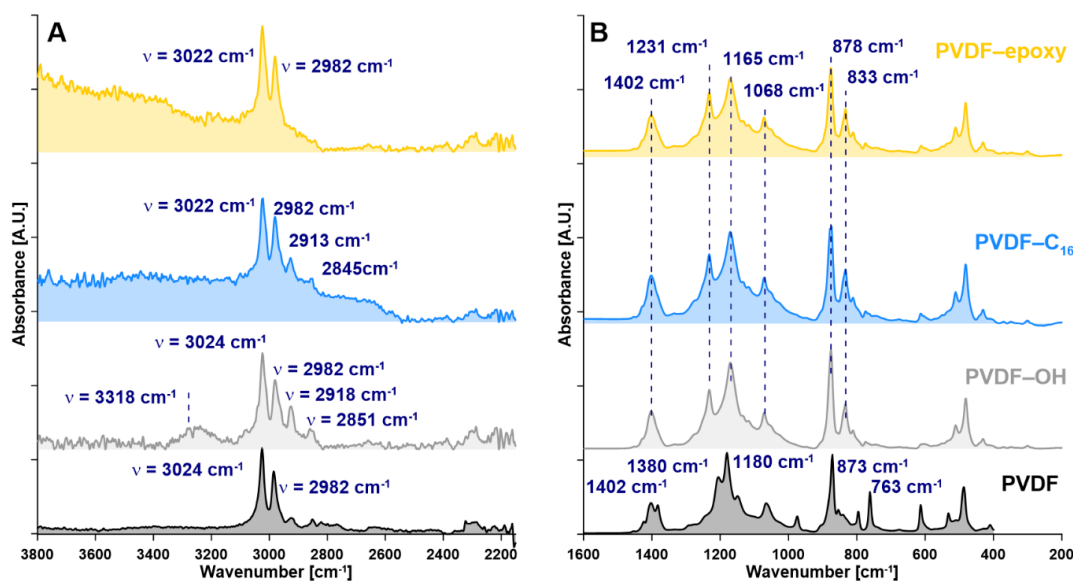 A
ν = 3022 cm⁻¹
ν = 2982 cm⁻¹
ν = 3022 cm⁻¹
2982 cm⁻¹
2913 cm⁻¹
2845cm⁻¹
ν = 3024 cm⁻¹
ν = 2982 cm⁻¹
ν = 3318 cm⁻¹
ν = 2918 cm⁻¹
ν = 2851 cm⁻¹
ν = 3024 cm⁻¹
ν = 2982 cm⁻¹
Absorbance [A.U.]
3800 3600 3400 3200 3000 2800 2600 2400 2200
Wavenumber [cm⁻¹]
B
PVDF–epoxy
1231 cm⁻¹
1165 cm⁻¹
878 cm⁻¹
1402 cm⁻¹
1068 cm⁻¹
833 cm⁻¹
PVDF–C₁₆
PVDF–OH
1380 cm⁻¹
1180 cm⁻¹
873 cm⁻¹
1402 cm⁻¹
763 cm⁻¹
PVDF
Absorbance [A.U.]
1600 1400 1200 1000 800 600 400 200
Wavenumber [cm⁻¹]